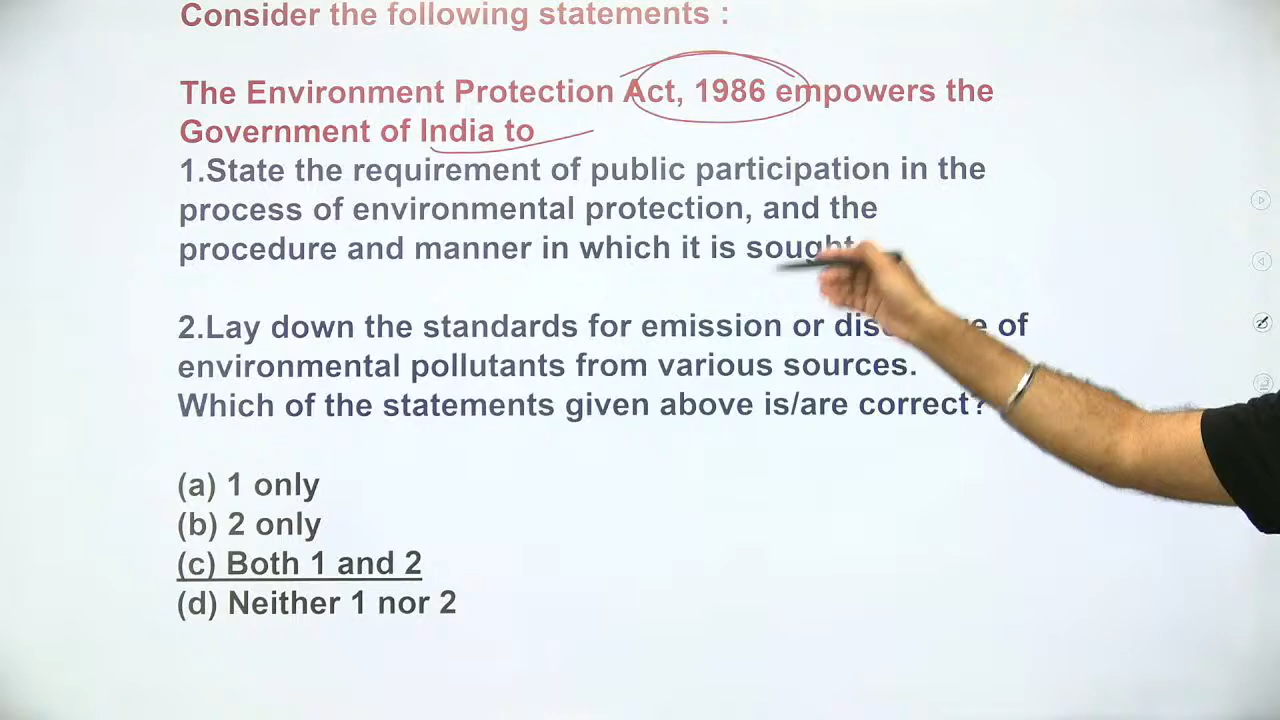 Consider the following statements :
The Environment Protection Act, 1986 empowers the
Government of India to
1.State the requirement of public participation in the
process of environmental protection, and the
procedure and manner in which it is sought
2.Lay down the standards for emission or of
environmental pollutants from various sources.
Which of the statements given above is/are correct?
(a) 1 only
(b) 2 only
(c) Both 1 and 2
(d) Neither 1 nor 2